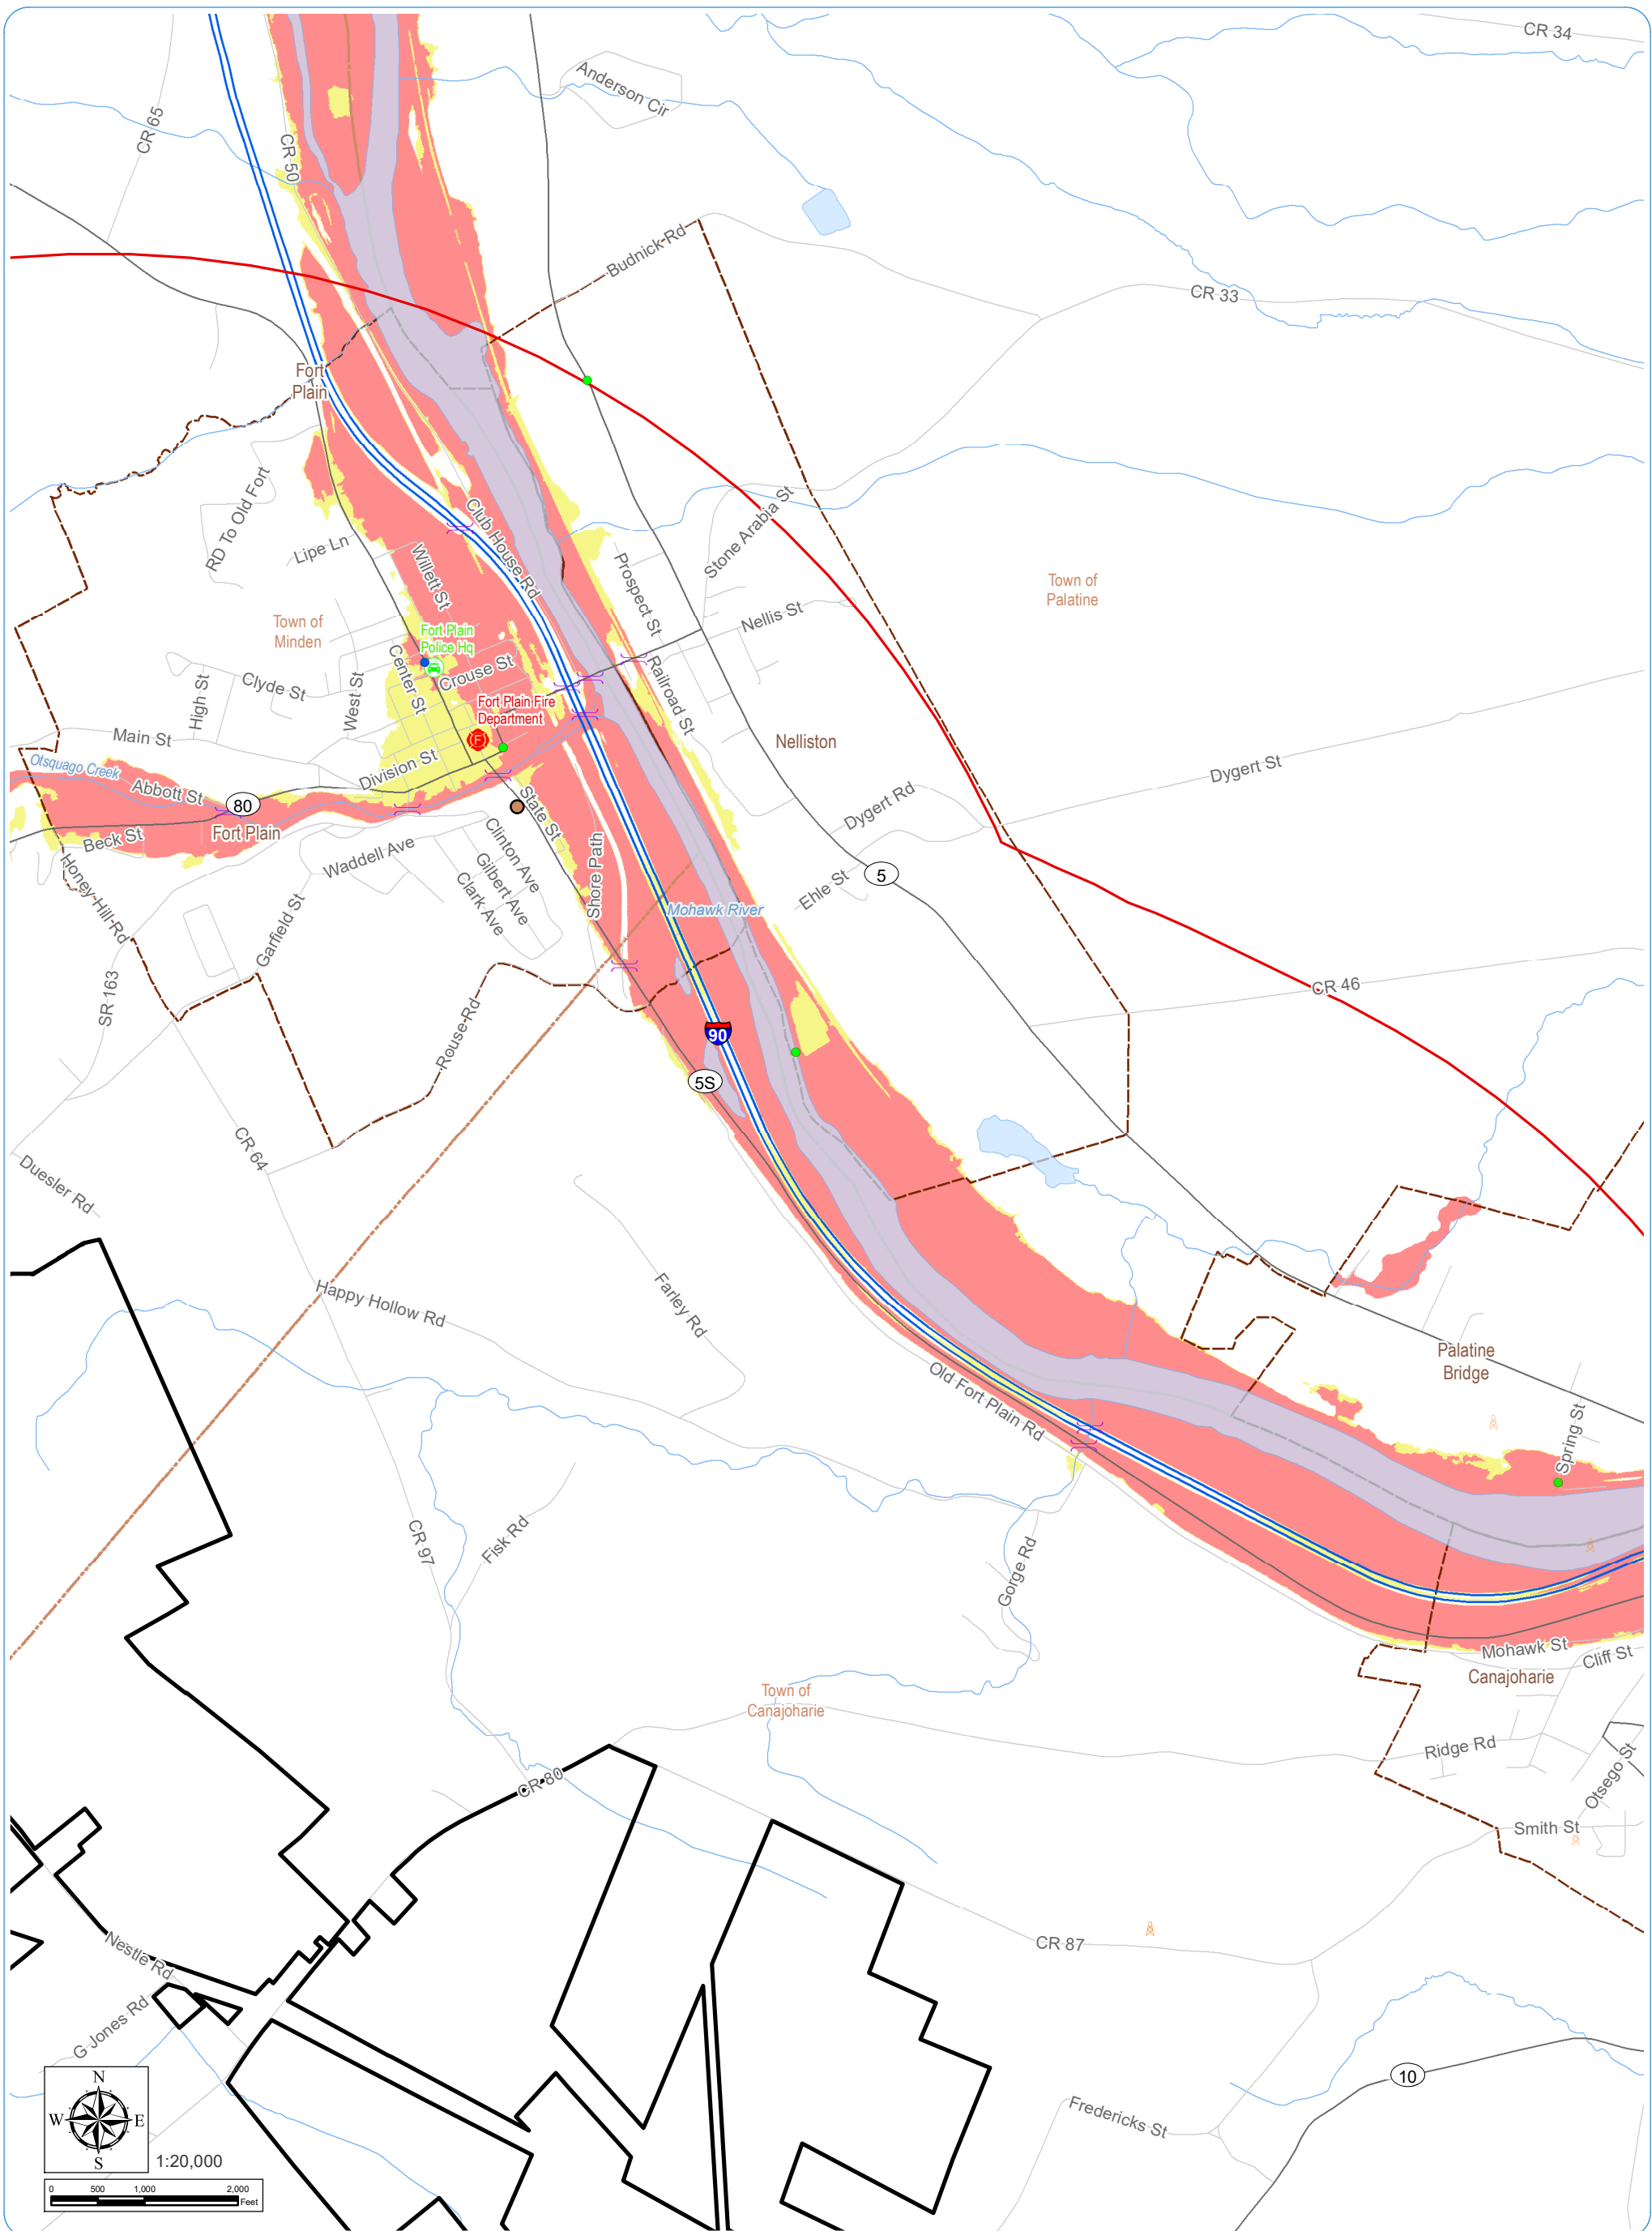 CR 34
Anderson Cir
CR 65
CR 50
Budnick Rd
CR 33
Fort
Plain
RD To Old Fort
Lipe Ln
Willett St
Club House Rd
Prospect St
Stone Arabia St
Town of
Palatine
Town of
Minden
Fort Plain
Police Hq
Nellis St
Center St
Crouse St
Railroad St
High St
Clyde St
West St
Fort Plain Fire
Department
F
Main St
Nelliston
Otsquago Creek
Abbott St
Division St
Dygert St
80
State St
Dygert Rd
Beck St
Fort Plain
Waddell Ave
Clinton Ave
Gilbert Ave
Clark Ave
Shore Path
5
Ehle St
Honey Hill Rd
Garfield St
Mohawk River
SR 163
CR 46
Rouse Rd
90
5S
CR 64
Duesler Rd
Happy Hollow Rd
Farley Rd
Old Fort Plain Rd
Palatine
Bridge
Spring St
CR 97
Fisk Rd
Gorge Rd
Mohawk St
Cliff St
Canajoharie
Town of
Canajoharie
Ridge Rd
Otsego St
CR 80
Smith St
Nestle Rd
CR 87
G Jones Rd
10
Fredericks St
N
W E
S
1:20,000
0 500 1,000 2,000
Feet